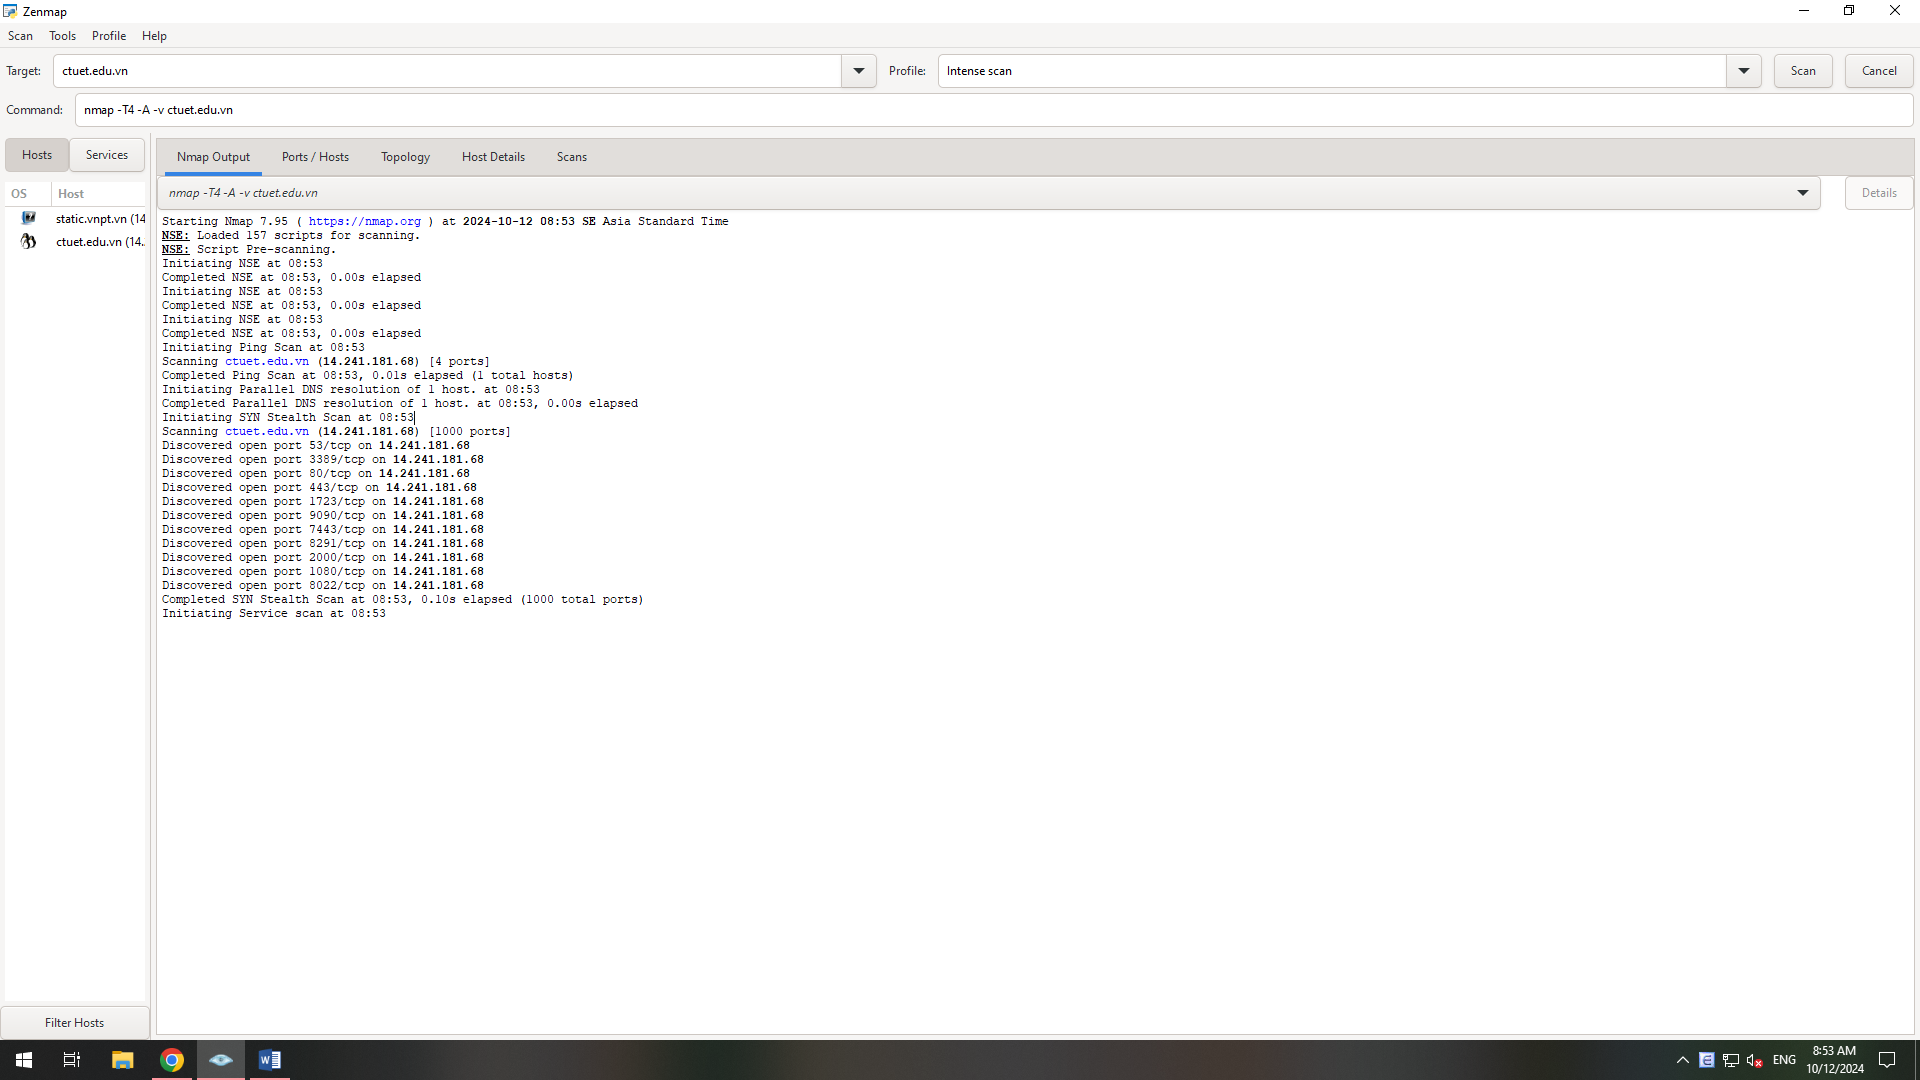 Zenmap
Scan Tools Profile Help
Target: ctuet.edu.vn Profile: Intense scan Scan Cancel
Command: nmap -T4 -A -v ctuet.edu.vn
Hosts Services
OS Host
static.vnpt.vn (14
ctuet.edu.vn (14.
Filter Hosts
Nmap Output Ports / Hosts Topology Host Details Scans
nmap -T4 -A -v ctuet.edu.vn Details
Starting Nmap 7.95 ( https://nmap.org ) at 2024-10-12 08:53 SE Asia Standard Time
NSE: Loaded 157 scripts for scanning.
NSE: Script Pre-scanning.
Initiating NSE at 08:53
Completed NSE at 08:53, 0.00s elapsed
Initiating NSE at 08:53
Completed NSE at 08:53, 0.00s elapsed
Initiating NSE at 08:53
Completed NSE at 08:53, 0.00s elapsed
Initiating Ping Scan at 08:53
Scanning ctuet.edu.vn (14.241.181.68) [4 ports]
Completed Ping Scan at 08:53, 0.01s elapsed (1 total hosts)
Initiating Parallel DNS resolution of 1 host. at 08:53
Completed Parallel DNS resolution of 1 host. at 08:53, 0.00s elapsed
Initiating SYN Stealth Scan at 08:53
Scanning ctuet.edu.vn (14.241.181.68) [1000 ports]
Discovered open port 53/tcp on 14.241.181.68
Discovered open port 3389/tcp on 14.241.181.68
Discovered open port 80/tcp on 14.241.181.68
Discovered open port 443/tcp on 14.241.181.68
Discovered open port 1723/tcp on 14.241.181.68
Discovered open port 9090/tcp on 14.241.181.68
Discovered open port 7443/tcp on 14.241.181.68
Discovered open port 8291/tcp on 14.241.181.68
Discovered open port 2000/tcp on 14.241.181.68
Discovered open port 1080/tcp on 14.241.181.68
Discovered open port 8022/tcp on 14.241.181.68
Completed SYN Stealth Scan at 08:53, 0.10s elapsed (1000 total ports)
Initiating Service scan at 08:53
ENG
8:53 AM
10/12/2024